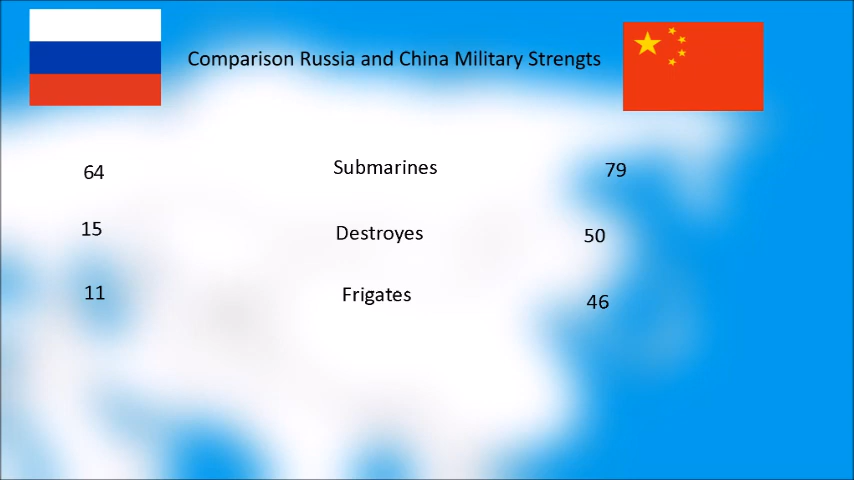 Comparison Russia and China Military Strengts
64 Submarines 79
15 Destroyes 50
11 Frigates 46